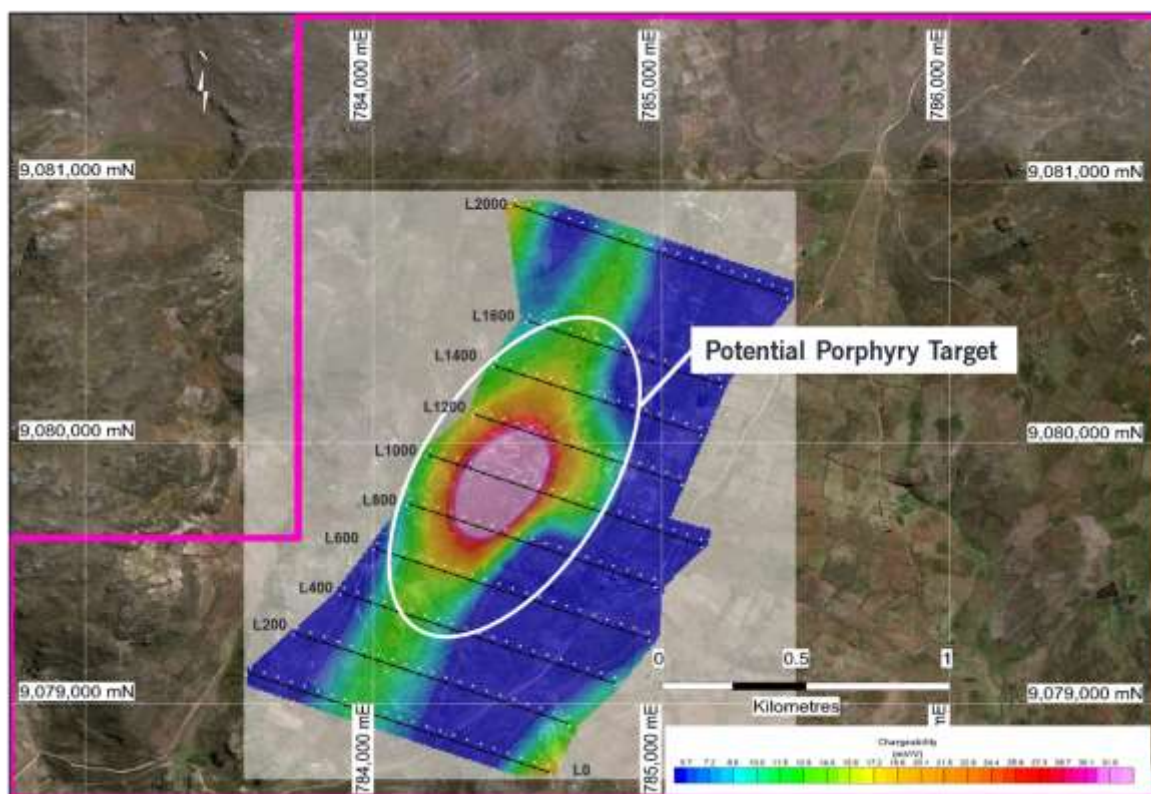 784,000 mE
785,000 mE
786,000 mE
9,081,000 mN
9,081,000 mN
L2000
L1600
L1400
Potential Porphyry Target
L1200
9,080,000 mN
9,080,000 mN
L1000
L800
L600
L400
L200
0
0.5
1
9,079,000 mN
9,079,000 mN
Kilometres
784,000 mE
785,000 mE
mE
L0
Chargeability
(mV/V)